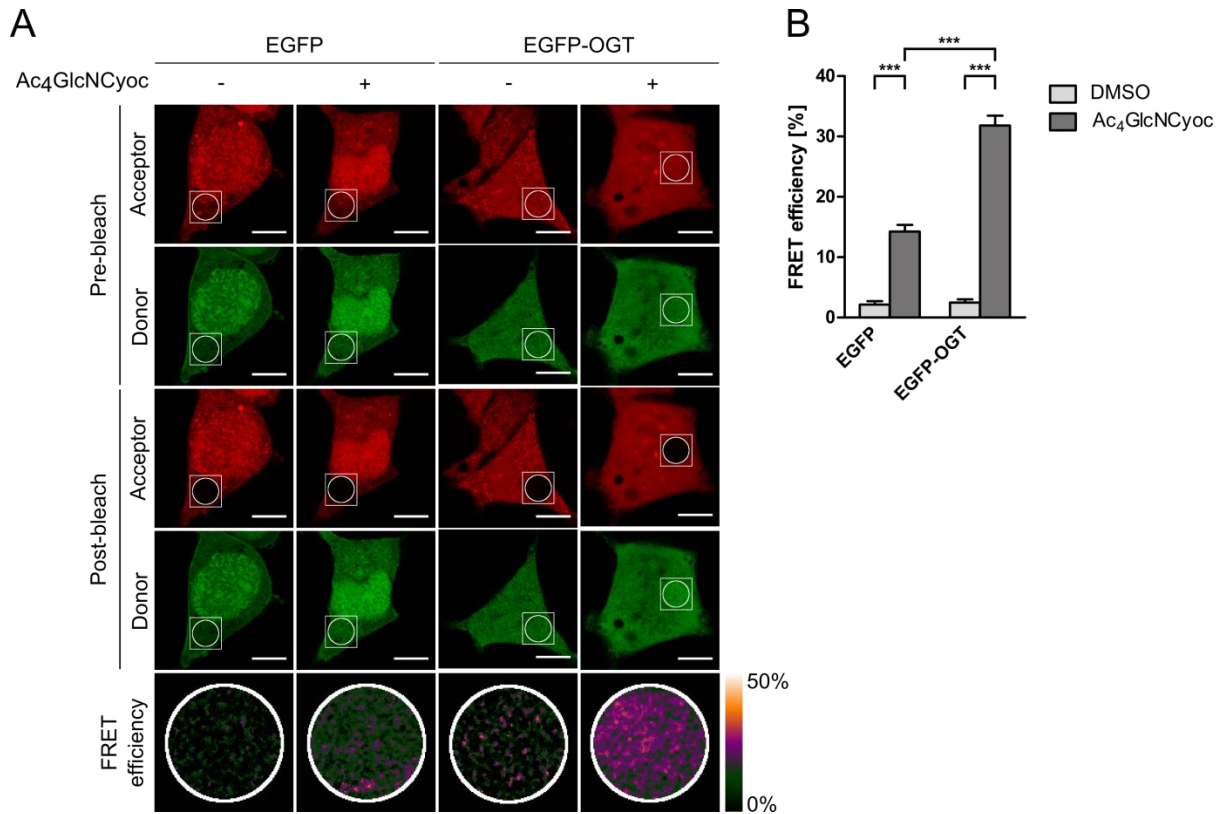 A
EGFP
EGFP-OGT
Ac4GlcNCyoc
-
+
-
+
Pre-bleach
Acceptor
Donor
Post-bleach
Acceptor
Donor
FRET
efficiency
50%
0%
B
***
***
***
FRET efficiency [%]
40
30
20
10
0
EGFP
EGFP-OGT
DMSO
Ac4GlcNCyoc